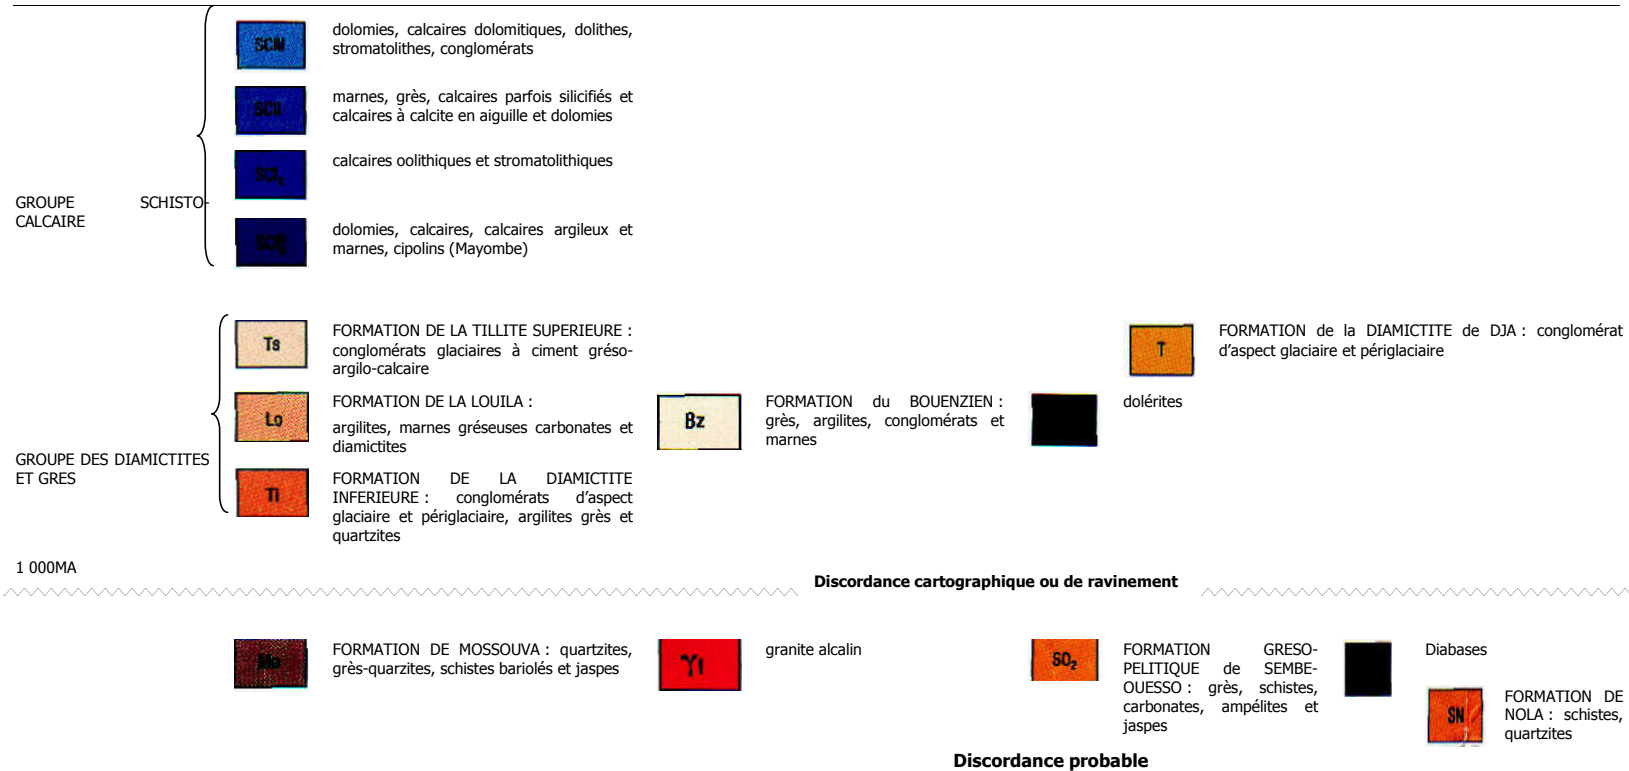 SCIII
dolomies, calcaires dolomitiques, dolithes,
stromatolithes, conglomérats
SCII
marnes, grès, calcaires parfois silicifiés et
calcaires à calcite en aiguille et dolomies
calcaires oolithiques et stromatolithiques
GROUPE SCHISTO-
CALCAIRE
dolomies, calcaires, calcaires argileux et
marnes, cipolins (Mayombe)
Ts
FORMATION DE LA TILLITE SUPERIEURE :
conglomérats glaciaires à ciment gréso-
argilo-calcaire
T
FORMATION de la DIAMICTITE de DJA : conglomérat
d’aspect glaciaire et périglaciaire
Lo
FORMATION DE LA LOUILA :
argilites, marnes gréseuses carbonates et
diamictites
Bz
FORMATION du BOUENZIEN :
grès, argilites, conglomérats et
marnes
dolérites
GROUPE DES DIAMICTITES
ET GRES
TI
FORMATION DE LA DIAMICTITE
INFERIEURE : conglomérats d’aspect
glaciaire et périglaciaire, argilites grès et
quartzites
1 000MA
Discordance cartographique ou de ravinement
Mo
FORMATION DE MOSSOUVA : quartzites,
grès-quarzites, schistes bariolés et jaspes
γι
granite alcalin
SO₂
FORMATION GRESO-
PELITIQUE de SEMBE-
OUESSO : grès, schistes,
carbonates, ampélites et
jaspes
Diabases
SN
FORMATION DE
NOLA : schistes,
quartzites
Discordance probable